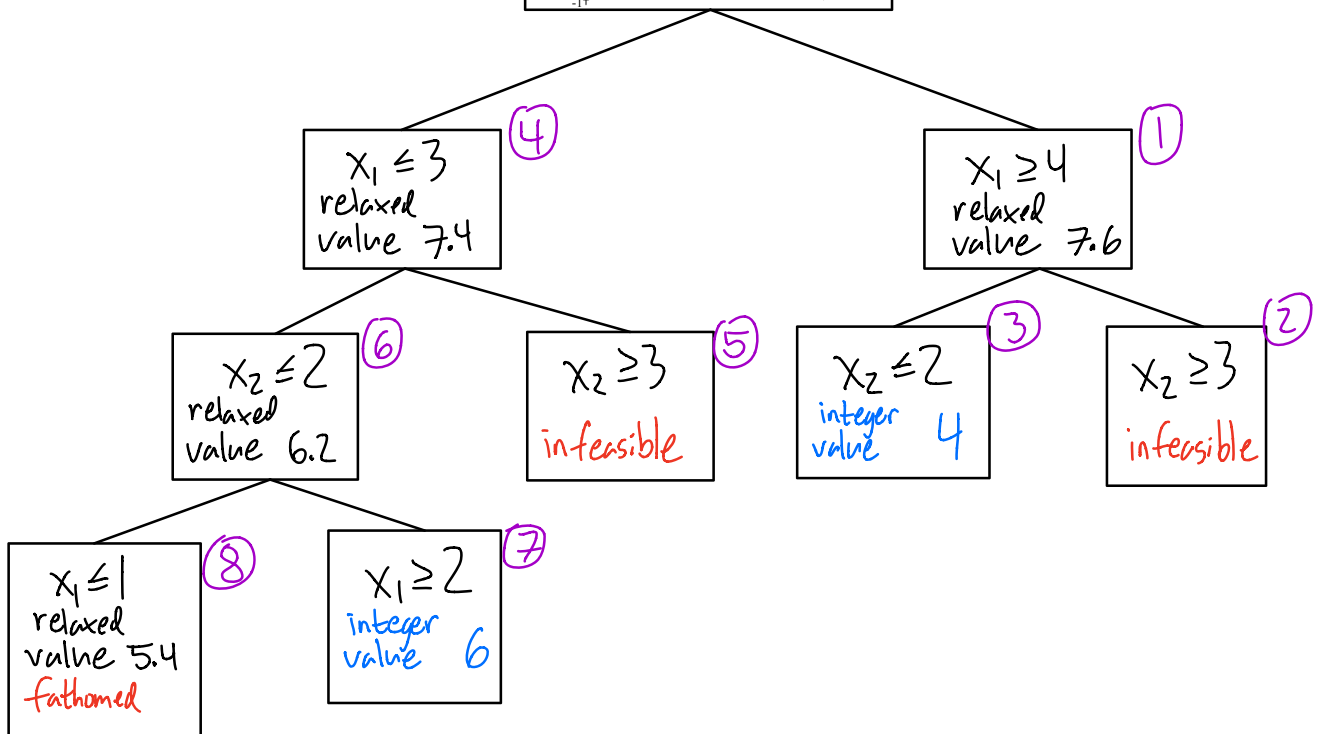 -1+
4
1
x₁ ≤ 3
relaxed
value 7.4
x₁ ≥ 4
relaxed
value 7.6
6
5
3
2
x₂ ≤ 2
relaxed
value 6.2
x₂ ≥ 3
infeasible
x₂ ≤ 2
integer
value 4
x₂ ≥ 3
infeasible
8
7
x₁ ≤ 1
relaxed
value 5.4
fathomed
x₁ ≥ 2
integer
value 6